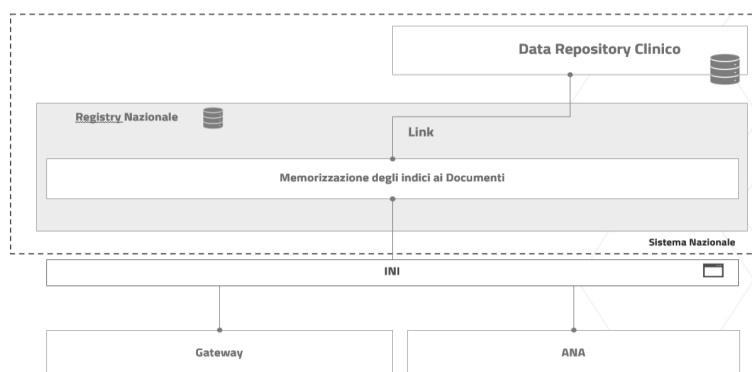 Data Repository Clinico
Registry Nazionale
Link
Memorizzazione degli indici ai Documenti
Sistema Nazionale
INI
Gateway
ANA